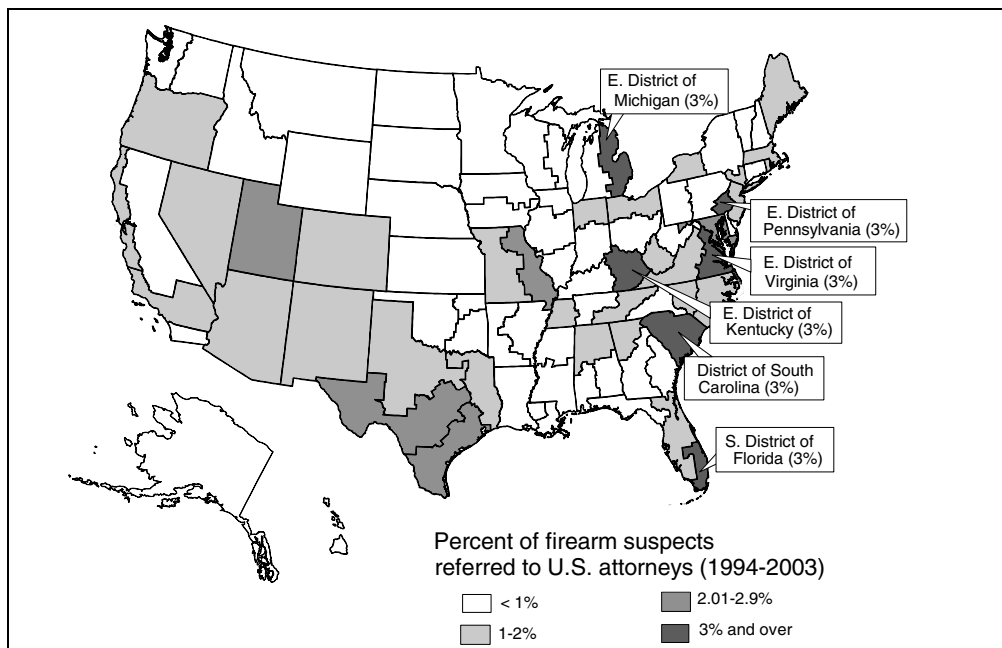 E. District of
Michigan (3%)
E. District of
Pennsylvania (3%)
E. District of
Virginia (3%)
E. District of
Kentucky (3%)
District of South
Carolina (3%)
S. District of
Florida (3%)
Percent of firearm suspects
referred to U.S. attorneys (1994-2003)
< 1%
2.01-2.9%
1-2%
3% and over